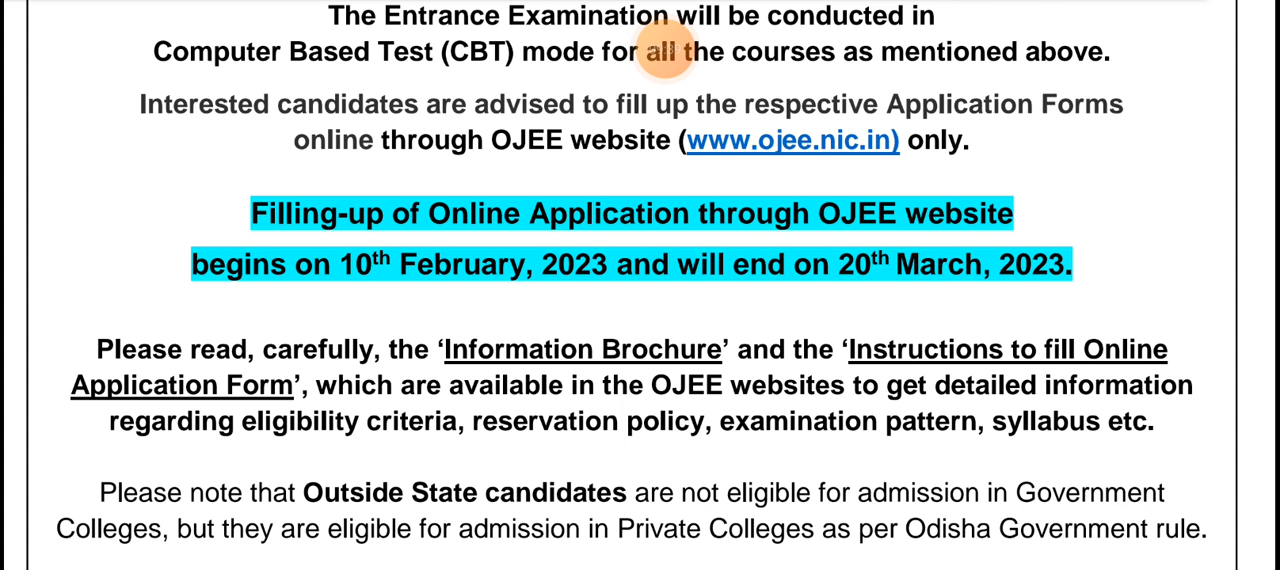 The Entrance Examination will be conducted in
Computer Based Test (CBT) mode for all the courses as mentioned above.
Interested candidates are advised to fill up the respective Application Forms
online through OJEE website (www.ojee.nic.in) only.
Filling-up of Online Application through OJEE website
begins on 10th February, 2023 and will end on 20th March, 2023.
Please read, carefully, the ‘Information Brochure’ and the ‘Instructions to fill Online
Application Form’, which are available in the OJEE websites to get detailed information
regarding eligibility criteria, reservation policy, examination pattern, syllabus etc.
Please note that Outside State candidates are not eligible for admission in Government
Colleges, but they are eligible for admission in Private Colleges as per Odisha Government rule.